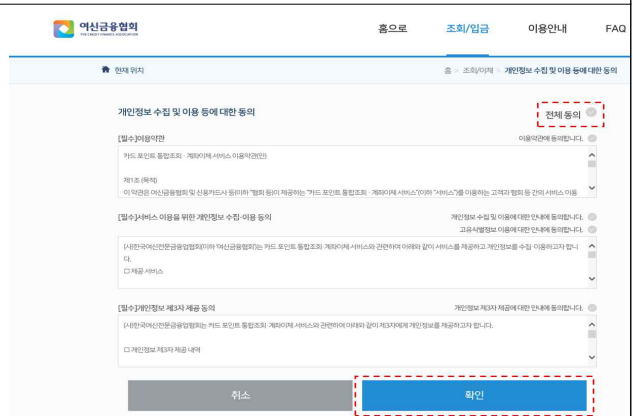 여신금융협회
THE CREDIT FINANCE ASSOCIATION
홈으로 조회/입금 이용안내 FAQ
현재 위치 홈 > 조회/이체 > 개인정보 수집 및 이용 등에 대한 동의
개인정보 수집 및 이용 등에 대한 동의 전체 동의
[필수]이용약관 이용약관에 동의합니다.
카드 포인트 통합조회 · 계좌이체 서비스 이용약관(안)
제1조 (목적)
이 약관은 여신금융협회 및 신용카드사 등(이하 "협회 등)이 제공하는 "카드 포인트 통합조회 · 계좌이체 서비스"(이하 "서비스")를 이용하는 고객과 협회 등 간의 서비스 이용
[필수]서비스 이용을 위한 개인정보 수집·이용 동의 개인정보 수집 및 이용에 대한 안내에 동의합니다.
고유식별정보 이용에 대한 안내에 동의합니다.
(사)한국여신전문금융업협회(이하 '여신금융협회')는 카드 포인트 통합조회·계좌이체 서비스와 관련하여 아래와 같이 서비스를 제공하고 개인정보를 수집·이용하고자 합니
다.
□ 제공 서비스
[필수]개인정보 제3자 제공 동의 개인정보 제3자 제공에 대한 안내에 동의합니다.
(사)한국여신전문금융업협회는 카드 포인트 통합조회·계좌이체 서비스와 관련하여 아래와 같이 제3자에게 개인정보를 제공하고자 합니다.
□ 개인정보 제3자 제공 내역
취소 확인